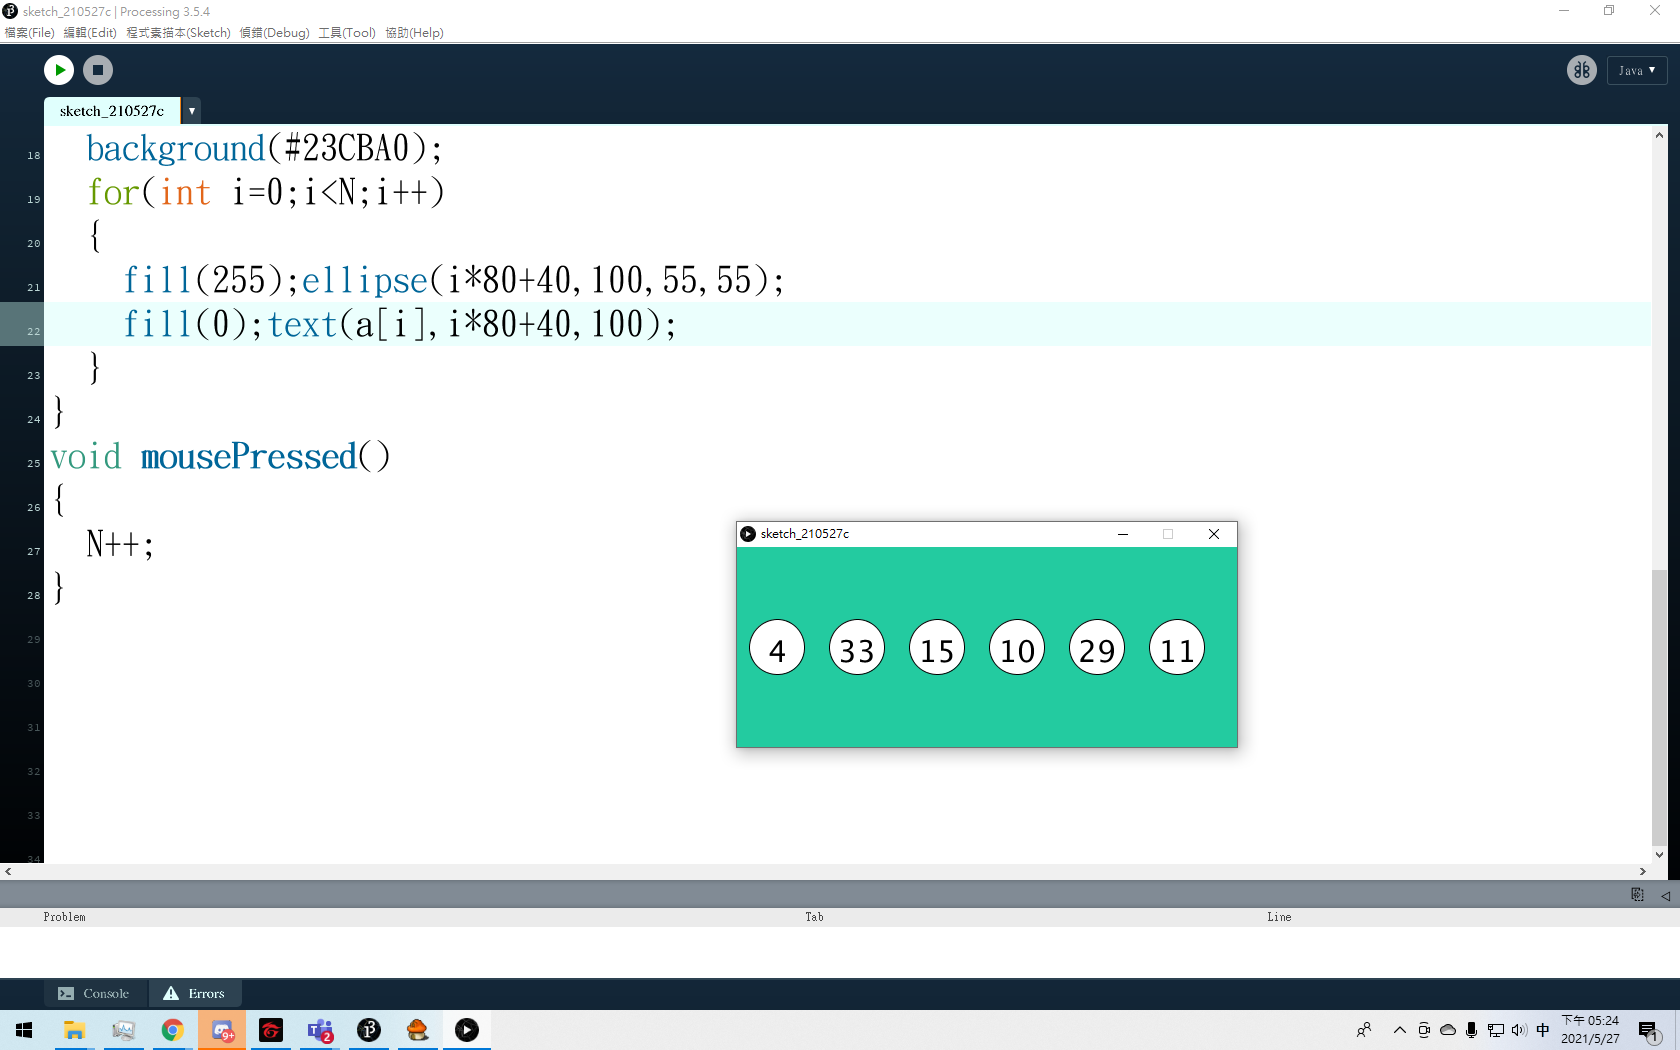 sketch_210527c | Processing 3.5.4
檔案(File) 編輯(Edit) 程式素描本(Sketch) 偵錯(Debug) 工具(Tool) 協助(Help)
Java ▼
sketch_210527c ▼
18 background(#23CBA0);
19 for(int i=0;i<N;i++)
20 {
21 fill(255);ellipse(i*80+40,100,55,55);
22 fill(0);text(a[i],i*80+40,100);
23 }
24 }
25 void mousePressed()
26 {
27 N++;
28 }
29
30
31
32
33
34
sketch_210527c
4 33 15 10 29 11
Problem Tab Line
Console Errors
9+ 2 中 下午 05:24
2021/5/27 1